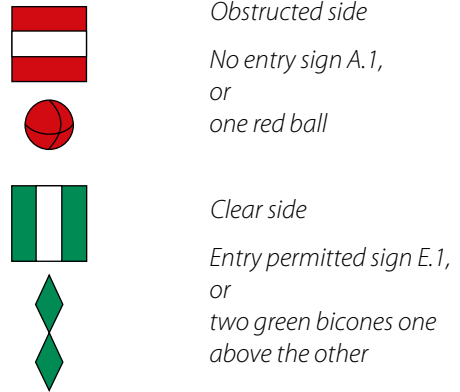 Obstructed side
No entry sign A.1,
or
one red ball
Clear side
Entry permitted sign E.1,
or
two green bicones one
above the other